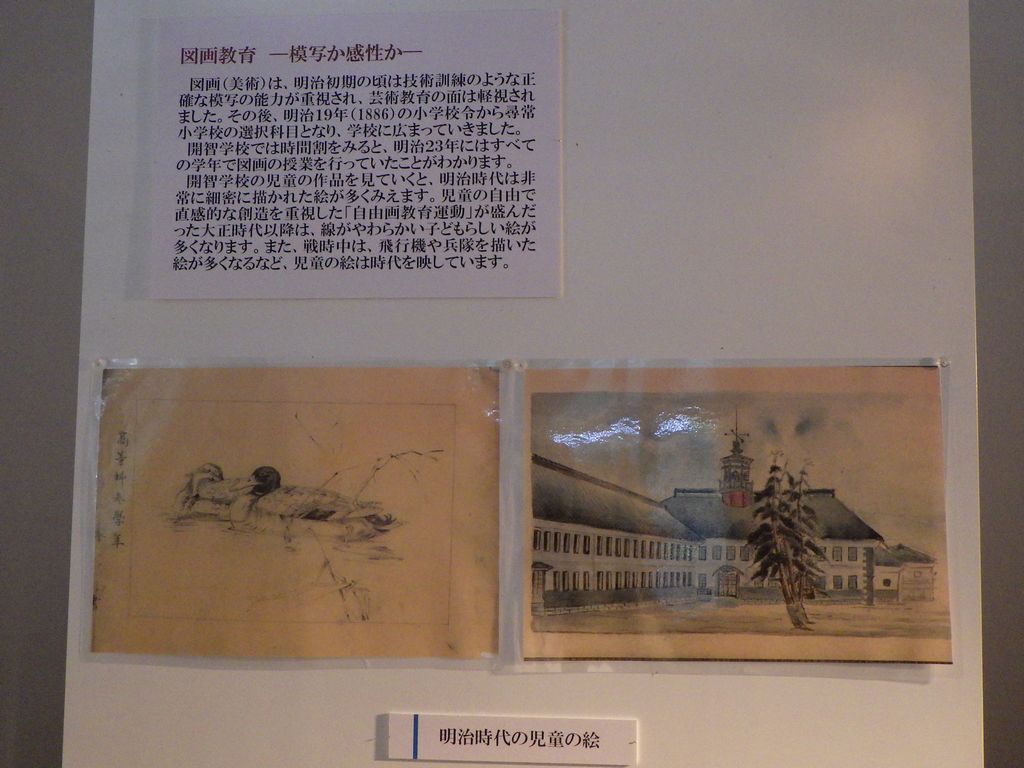 図画教育 ―模写か感性か―
図画(美術)は、明治初期の頃は技術訓練のような正
確な模写の能力が重視され、芸術教育の面は軽視され
ました。その後、明治19年(1886)の小学校令から尋常
小学校の選択科目となり、学校に広まっていきました。
開智学校では時間割をみると、明治23年にはすべて
の学年で図画の授業を行っていたことがわかります。
開智学校の児童の作品を見ていくと、明治時代は非
常に細密に描かれた絵が多くみえます。児童の自由で
直感的な創造を重視した「自由画教育運動」が盛んだ
った大正時代以降は、線がやわらかい子どもらしい絵が
多くなります。また、戦時中は、飛行機や兵隊を描いた
絵が多くなるなど、児童の絵は時代を映しています。
高等科
明治時代の児童の絵